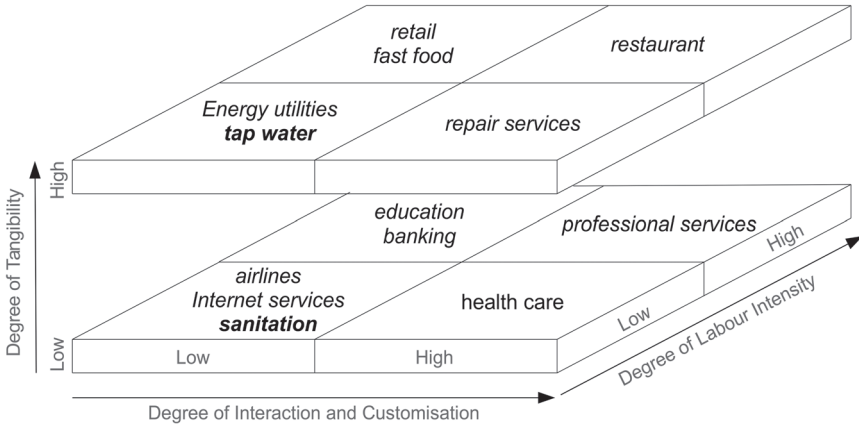 retail
fast food
restaurant
Energy utilities
tap water
repair services
High
education
banking
professional services
airlines
Internet services
sanitation
health care
High
Low
Low
Low
High
Degree of Tangibility
Degree of Labour Intensity
Degree of Interaction and Customisation